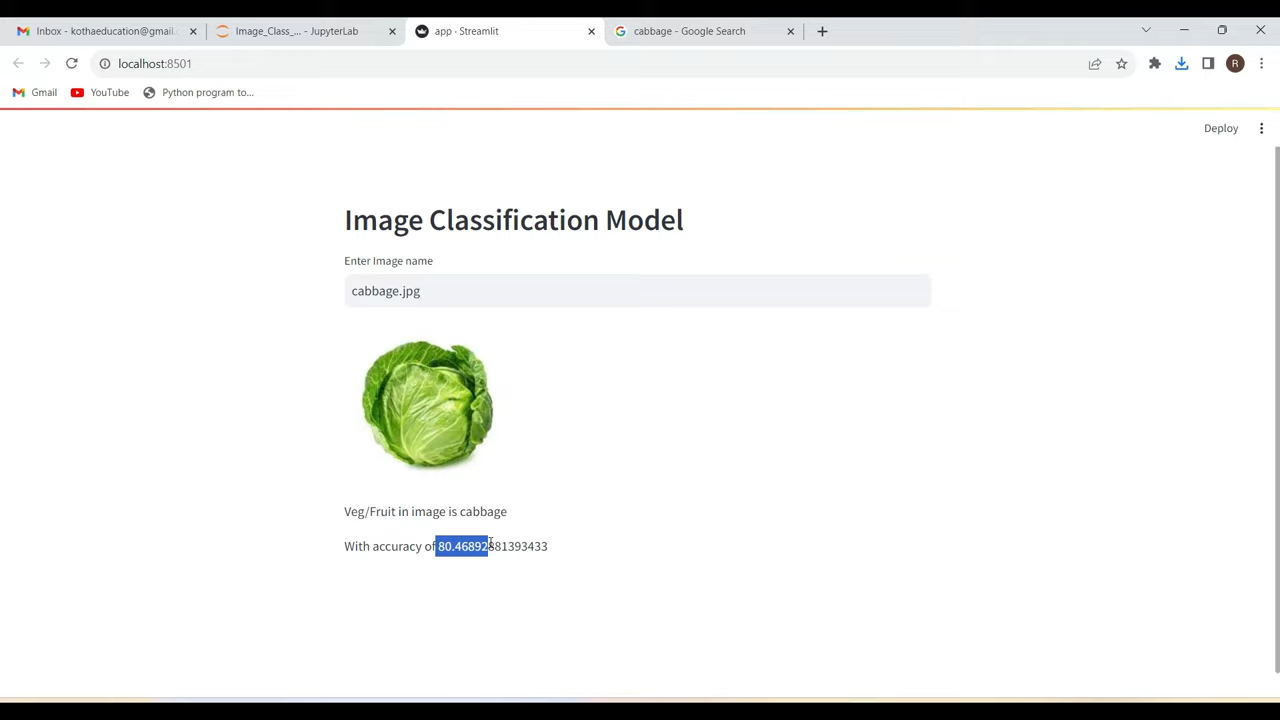 Inbox - kothaeducation@gmail.c
Image_Class_... - JupyterLab
app · Streamlit
cabbage - Google Search
localhost:8501
R
Gmail
YouTube
Python program to...
Deploy
Image Classification Model
Enter Image name
cabbage.jpg
Veg/Fruit in image is cabbage
With accuracy of 80.46892881393433